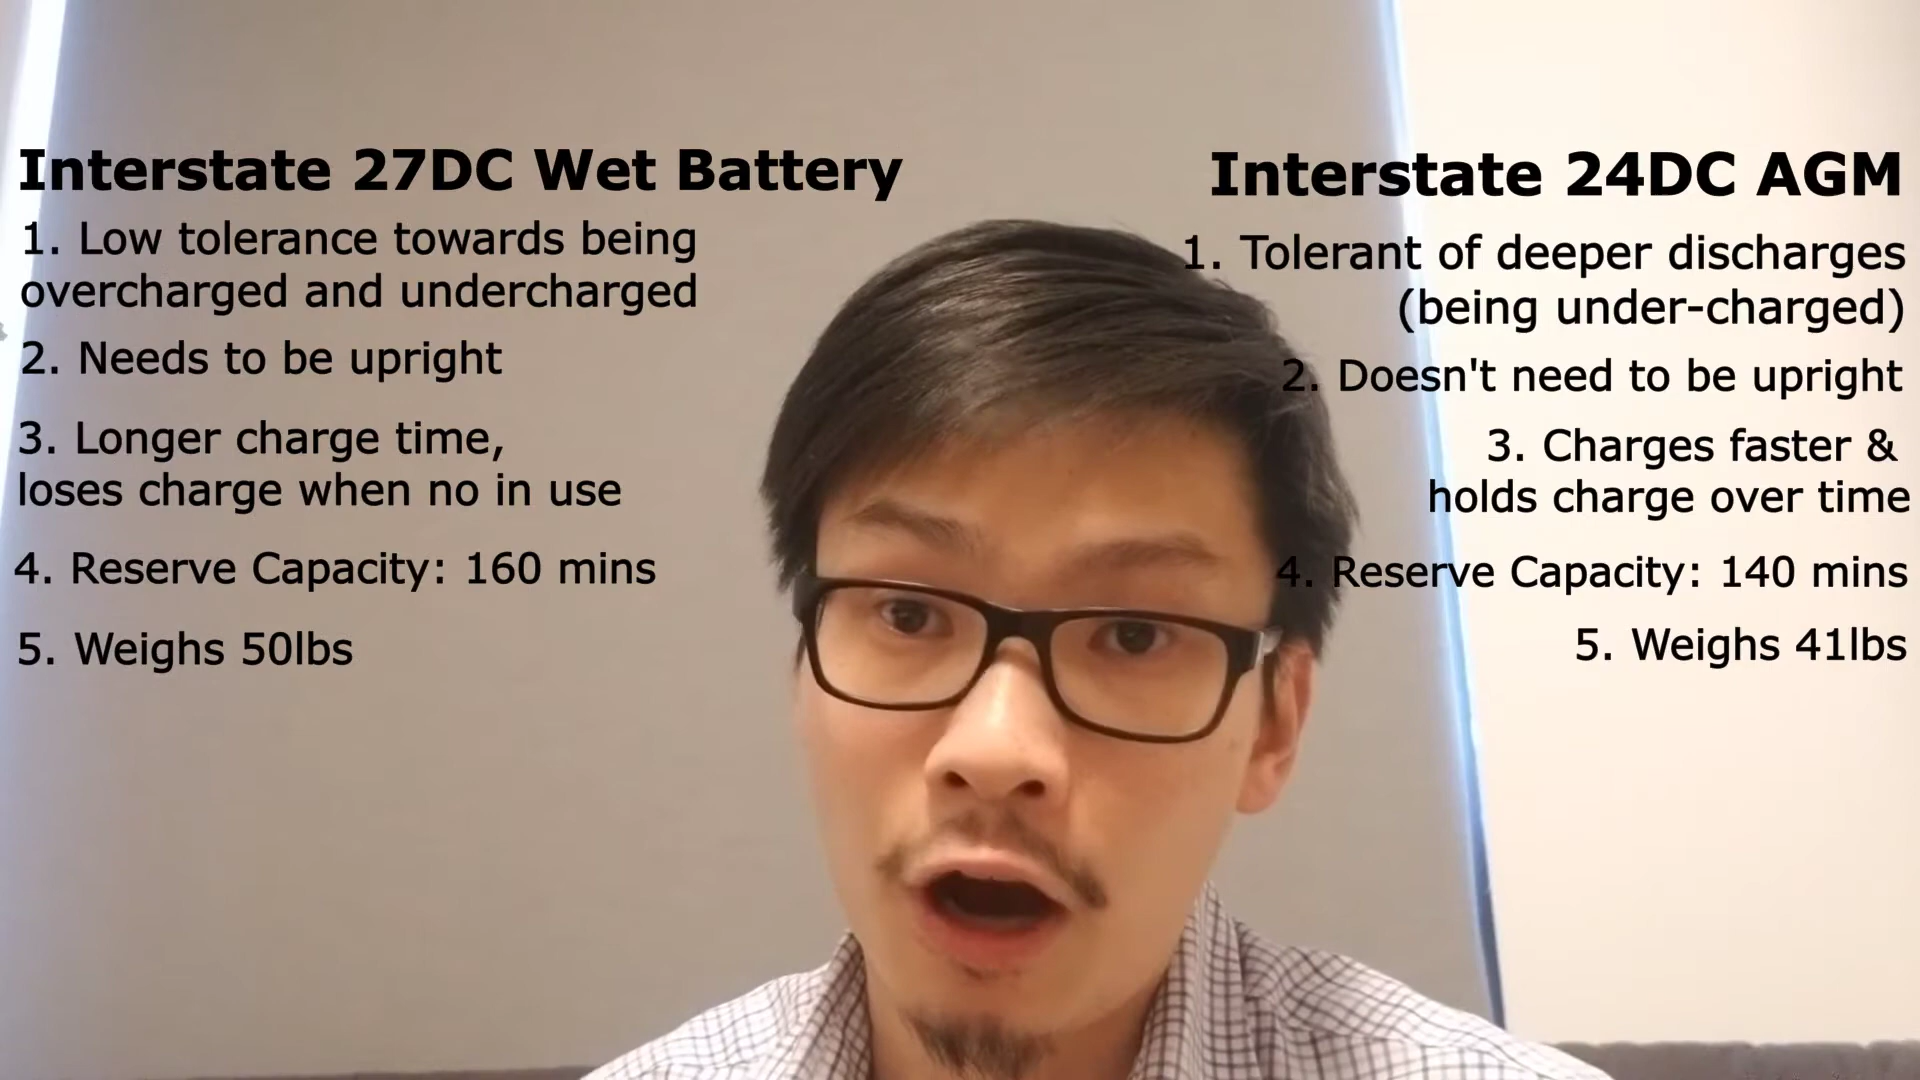 Interstate 27DC Wet Battery
1. Low tolerance towards being
overcharged and undercharged
2. Needs to be upright
3. Longer charge time,
loses charge when no in use
4. Reserve Capacity: 160 mins
5. Weighs 50lbs
Interstate 24DC AGM
1. Tolerant of deeper discharges
(being under-charged)
2. Doesn't need to be upright
3. Charges faster &
holds charge over time
4. Reserve Capacity: 140 mins
5. Weighs 41lbs